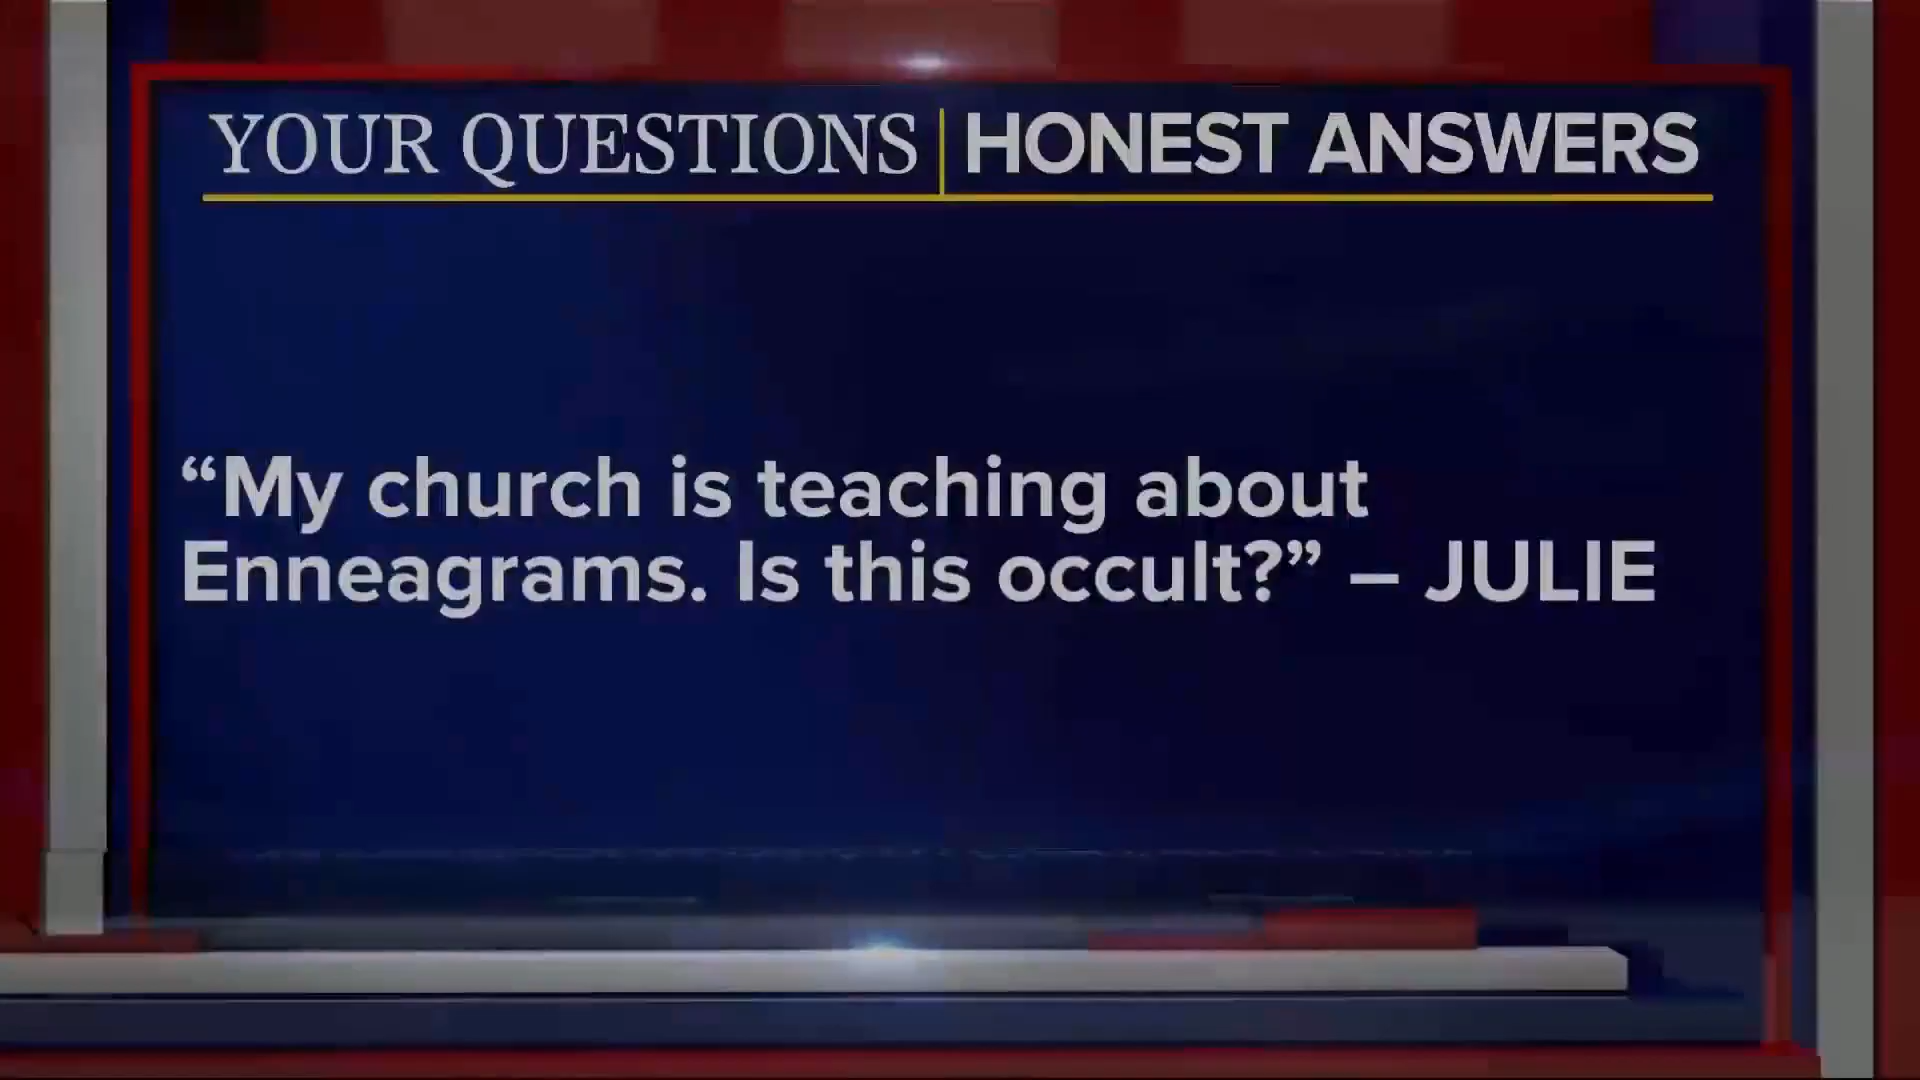 YOUR QUESTIONS | HONEST ANSWERS
“My church is teaching about
Enneagrams. Is this occult?” – JULIE